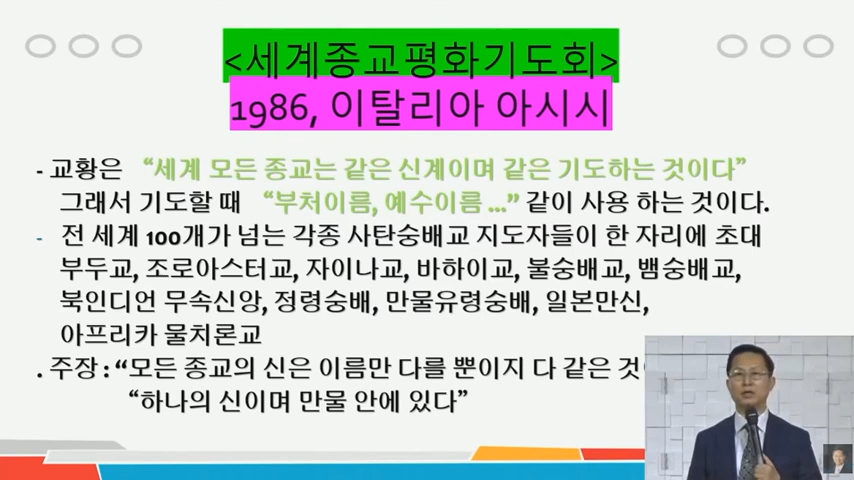 <세계종교평화기도회>
1986, 이탈리아 아시시
- 교황은 “세계 모든 종교는 같은 신계이며 같은 기도하는 것이다”
그래서 기도할 때 “부처이름, 예수이름 ...” 같이 사용 하는 것이다.
- 전 세계 100개가 넘는 각종 사탄숭배교 지도자들이 한 자리에 초대
부두교, 조로아스터교, 자이나교, 바하이교, 불숭배교, 뱀숭배교,
북인디언 무속신앙, 정령숭배, 만물유령숭배, 일본만신,
아프리카 물치론교
. 주장 : “모든 종교의 신은 이름만 다를 뿐이지 다 같은
“하나의 신이며 만물 안에 있다”